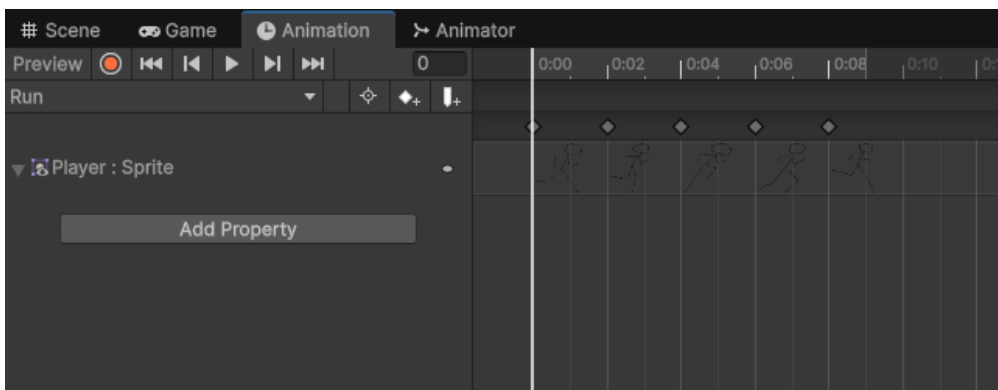 Scene Game Animation Animator
Preview 0 0:00 0:02 0:04 0:06 0:08 0:10
Run
Player : Sprite
Add Property